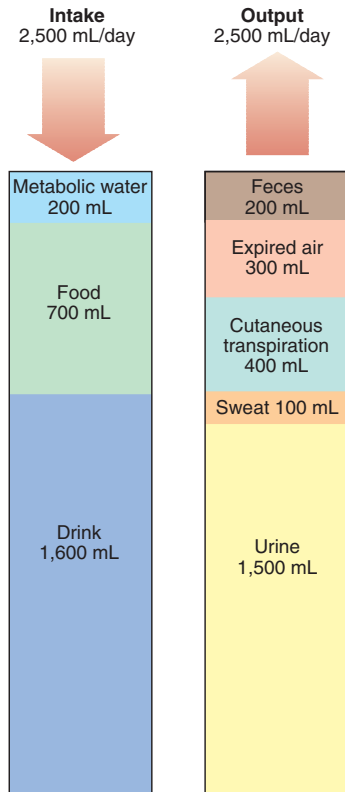 Intake
2,500 mL/day
Output
2,500 mL/day
Metabolic water
200 mL
Food
700 mL
Drink
1,600 mL
Feces
200 mL
Expired air
300 mL
Cutaneous
transpiration
400 mL
Sweat 100 mL
Urine
1,500 mL